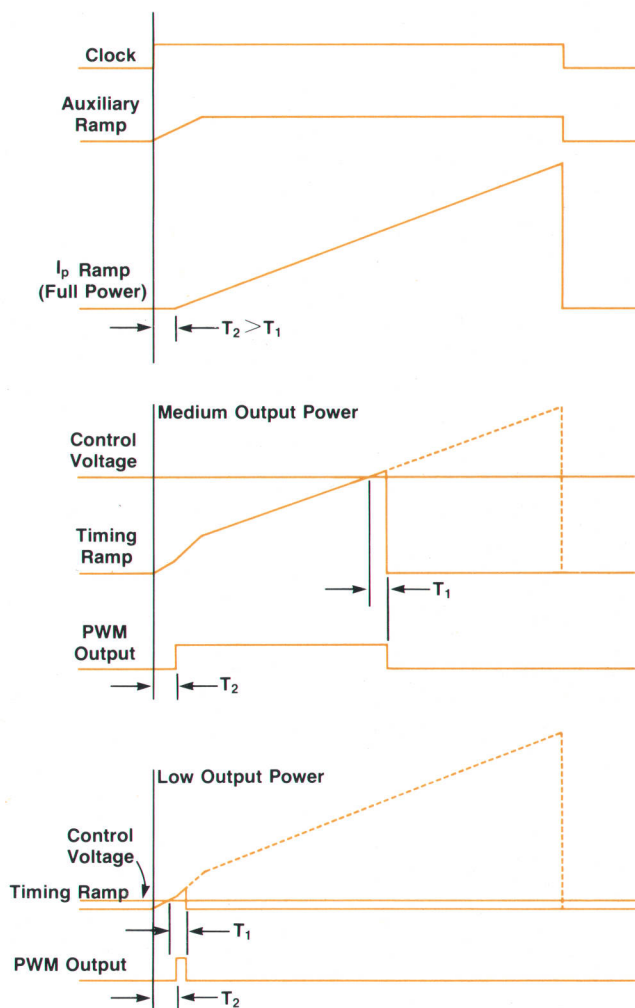 Clock
Auxiliary
Ramp
Ip Ramp
(Full Power)
T2 > T1
Medium Output Power
Control
Voltage
Timing
Ramp
T1
PWM
Output
T2
Low Output Power
Control
Voltage
Timing Ramp
T1
PWM Output
T2